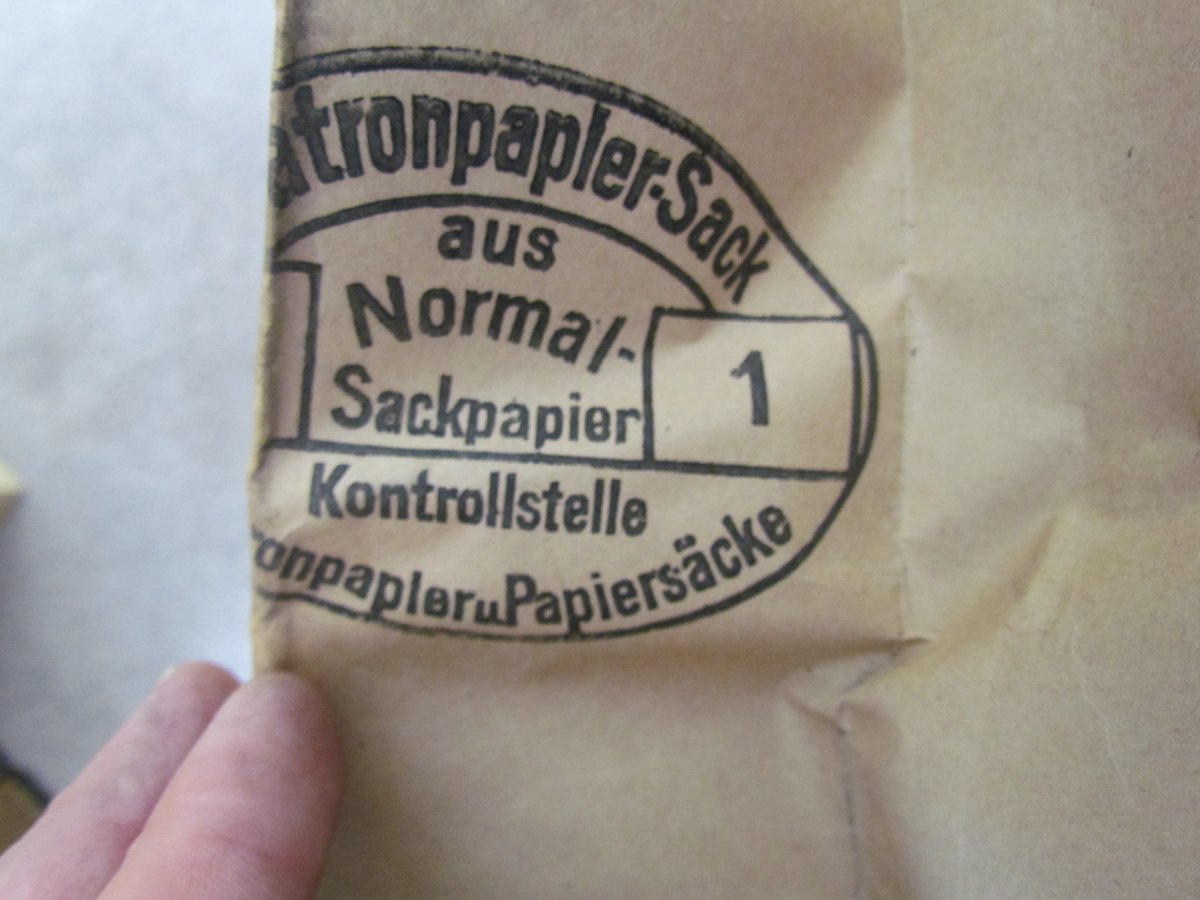 atronpapier-Sack
aus
Normal-
Sackpapier
1
Kontrollstelle
ronpapier u. Papiersäcke